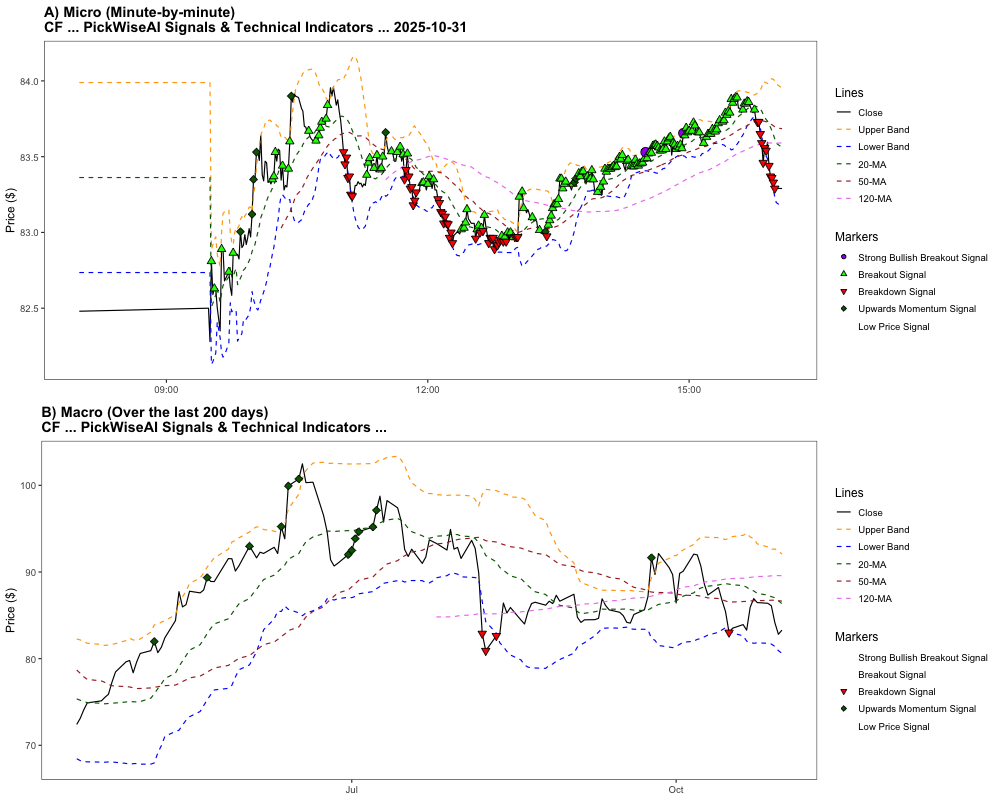 A) Micro (Minute-by-minute)
CF ... PickWiseAI Signals & Technical Indicators ... 2025-10-31
Price ($)
84.0
83.5
83.0
82.5
09:00
12:00
15:00
Lines
Close
Upper Band
Lower Band
20-MA
50-MA
120-MA
Markers
Strong Bullish Breakout Signal
Breakout Signal
Breakdown Signal
Upwards Momentum Signal
Low Price Signal
B) Macro (Over the last 200 days)
CF ... PickWiseAI Signals & Technical Indicators ...
Price ($)
100
90
80
70
Jul
Oct
Lines
Close
Upper Band
Lower Band
20-MA
50-MA
120-MA
Markers
Strong Bullish Breakout Signal
Breakout Signal
Breakdown Signal
Upwards Momentum Signal
Low Price Signal